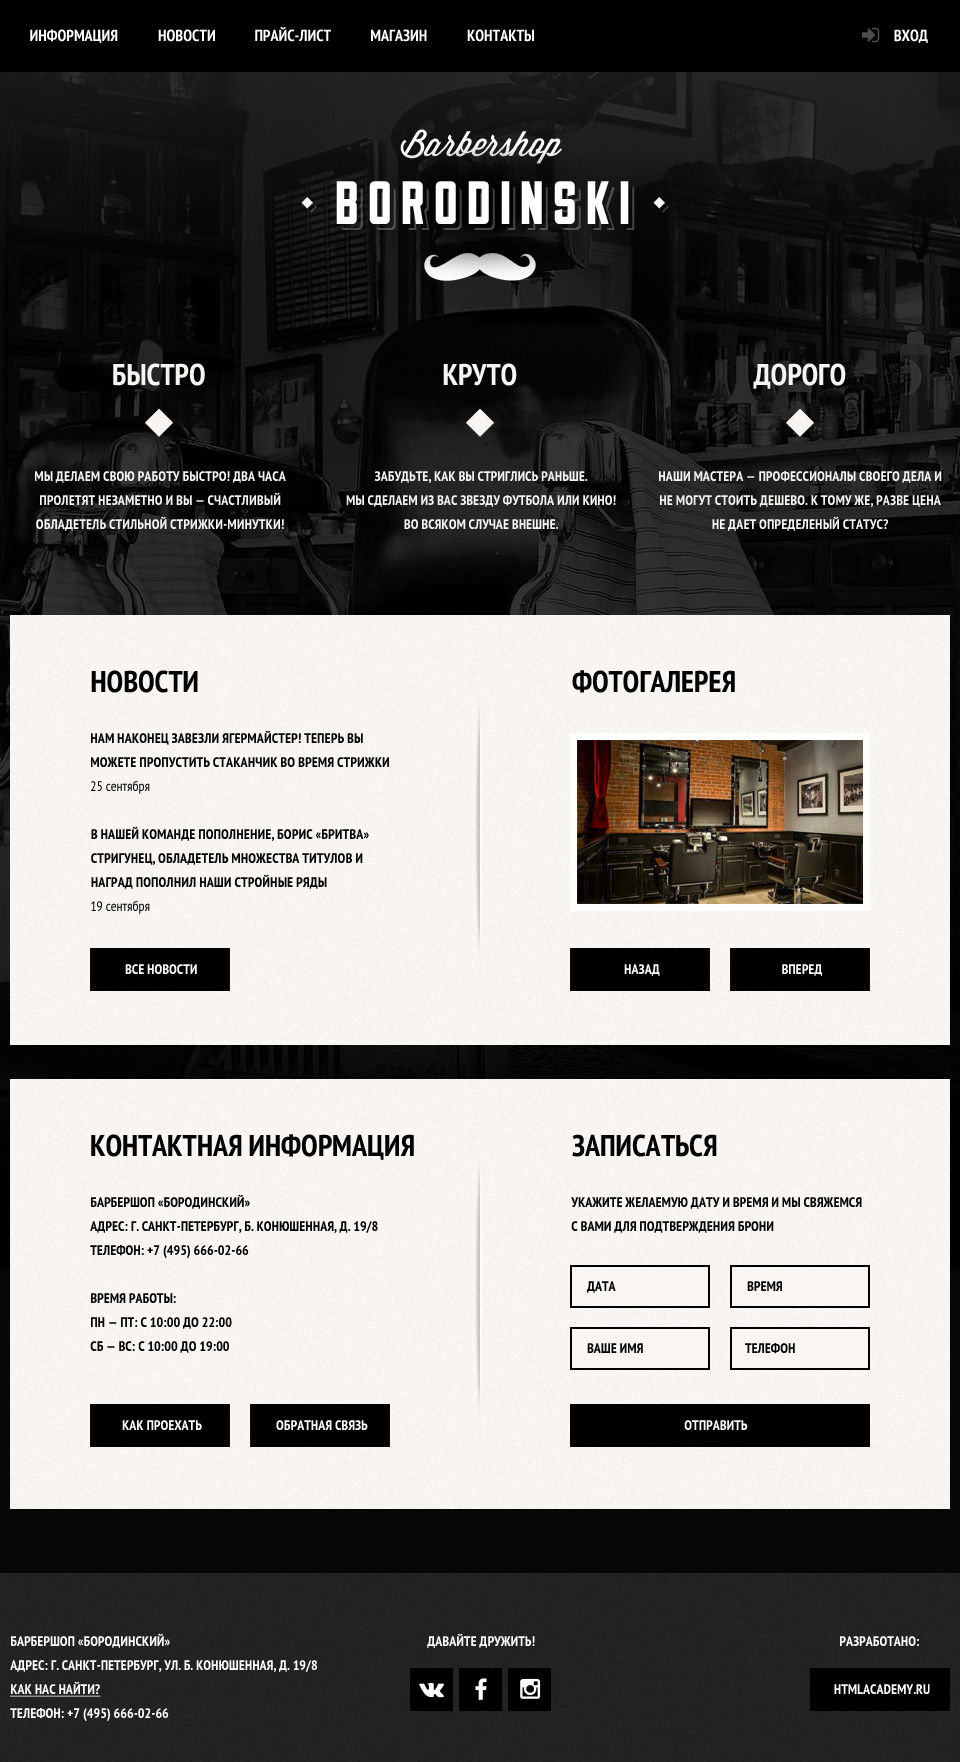 ИНФОРМАЦИЯ НОВОСТИ ПРАЙС-ЛИСТ МАГАЗИН КОНТАКТЫ ВХОД
Barbershop
BORODINSKI
БЫСТРО
МЫ ДЕЛАЕМ СВОЮ РАБОТУ БЫСТРО! ДВА ЧАСА
ПРОЛЕТЯТ НЕЗАМЕТНО И ВЫ — СЧАСТЛИВЫЙ
ОБЛАДЕТЕЛЬ СТИЛЬНОЙ СТРИЖКИ-МИНУТКИ!
КРУТО
ЗАБУДЬТЕ, КАК ВЫ СТРИГЛИСЬ РАНЬШЕ.
МЫ СДЕЛАЕМ ИЗ ВАС ЗВЕЗДУ ФУТБОЛА ИЛИ КИНО!
ВО ВСЯКОМ СЛУЧАЕ ВНЕШНЕ.
ДОРОГО
НАШИ МАСТЕРА — ПРОФЕССИОНАЛЫ СВОЕГО ДЕЛА И
НЕ МОГУТ СТОИТЬ ДЕШЕВО. К ТОМУ ЖЕ, РАЗВЕ ЦЕНА
НЕ ДАЕТ ОПРЕДЕЛЕНЫЙ СТАТУС?
НОВОСТИ
НАМ НАКОНЕЦ ЗАВЕЗЛИ ЯГЕРМАЙСТЕР! ТЕПЕРЬ ВЫ
МОЖЕТЕ ПРОПУСТИТЬ СТАКАНЧИК ВО ВРЕМЯ СТРИЖКИ
25 сентября
В НАШЕЙ КОМАНДЕ ПОПОЛНЕНИЕ, БОРИС «БРИТВА»
СТРИГУНЕЦ, ОБЛАДЕТЕЛЬ МНОЖЕСТВА ТИТУЛОВ И
НАГРАД ПОПОЛНИЛ НАШИ СТРОЙНЫЕ РЯДЫ
19 сентября
ВСЕ НОВОСТИ
ФОТОГАЛЕРЕЯ
НАЗАД ВПЕРЕД
КОНТАКТНАЯ ИНФОРМАЦИЯ
БАРБЕРШОП «БОРОДИНСКИЙ»
АДРЕС: Г. САНКТ-ПЕТЕРБУРГ, Б. КОНЮШЕННАЯ, Д. 19/8
ТЕЛЕФОН: +7 (495) 666-02-66
ВРЕМЯ РАБОТЫ:
ПН — ПТ: С 10:00 ДО 22:00
СБ — ВС: С 10:00 ДО 19:00
КАК ПРОЕХАТЬ ОБРАТНАЯ СВЯЗЬ
ЗАПИСАТЬСЯ
УКАЖИТЕ ЖЕЛАЕМУЮ ДАТУ И ВРЕМЯ И МЫ СВЯЖЕМСЯ
С ВАМИ ДЛЯ ПОДТВЕРЖДЕНИЯ БРОНИ
ДАТА ВРЕМЯ
ВАШЕ ИМЯ ТЕЛЕФОН
ОТПРАВИТЬ
БАРБЕРШОП «БОРОДИНСКИЙ»
АДРЕС: Г. САНКТ-ПЕТЕРБУРГ, УЛ. Б. КОНЮШЕННАЯ, Д. 19/8
КАК НАС НАЙТИ?
ТЕЛЕФОН: +7 (495) 666-02-66
ДАВАЙТЕ ДРУЖИТЬ!
РАЗРАБОТАНО:
HTMLACADEMY.RU